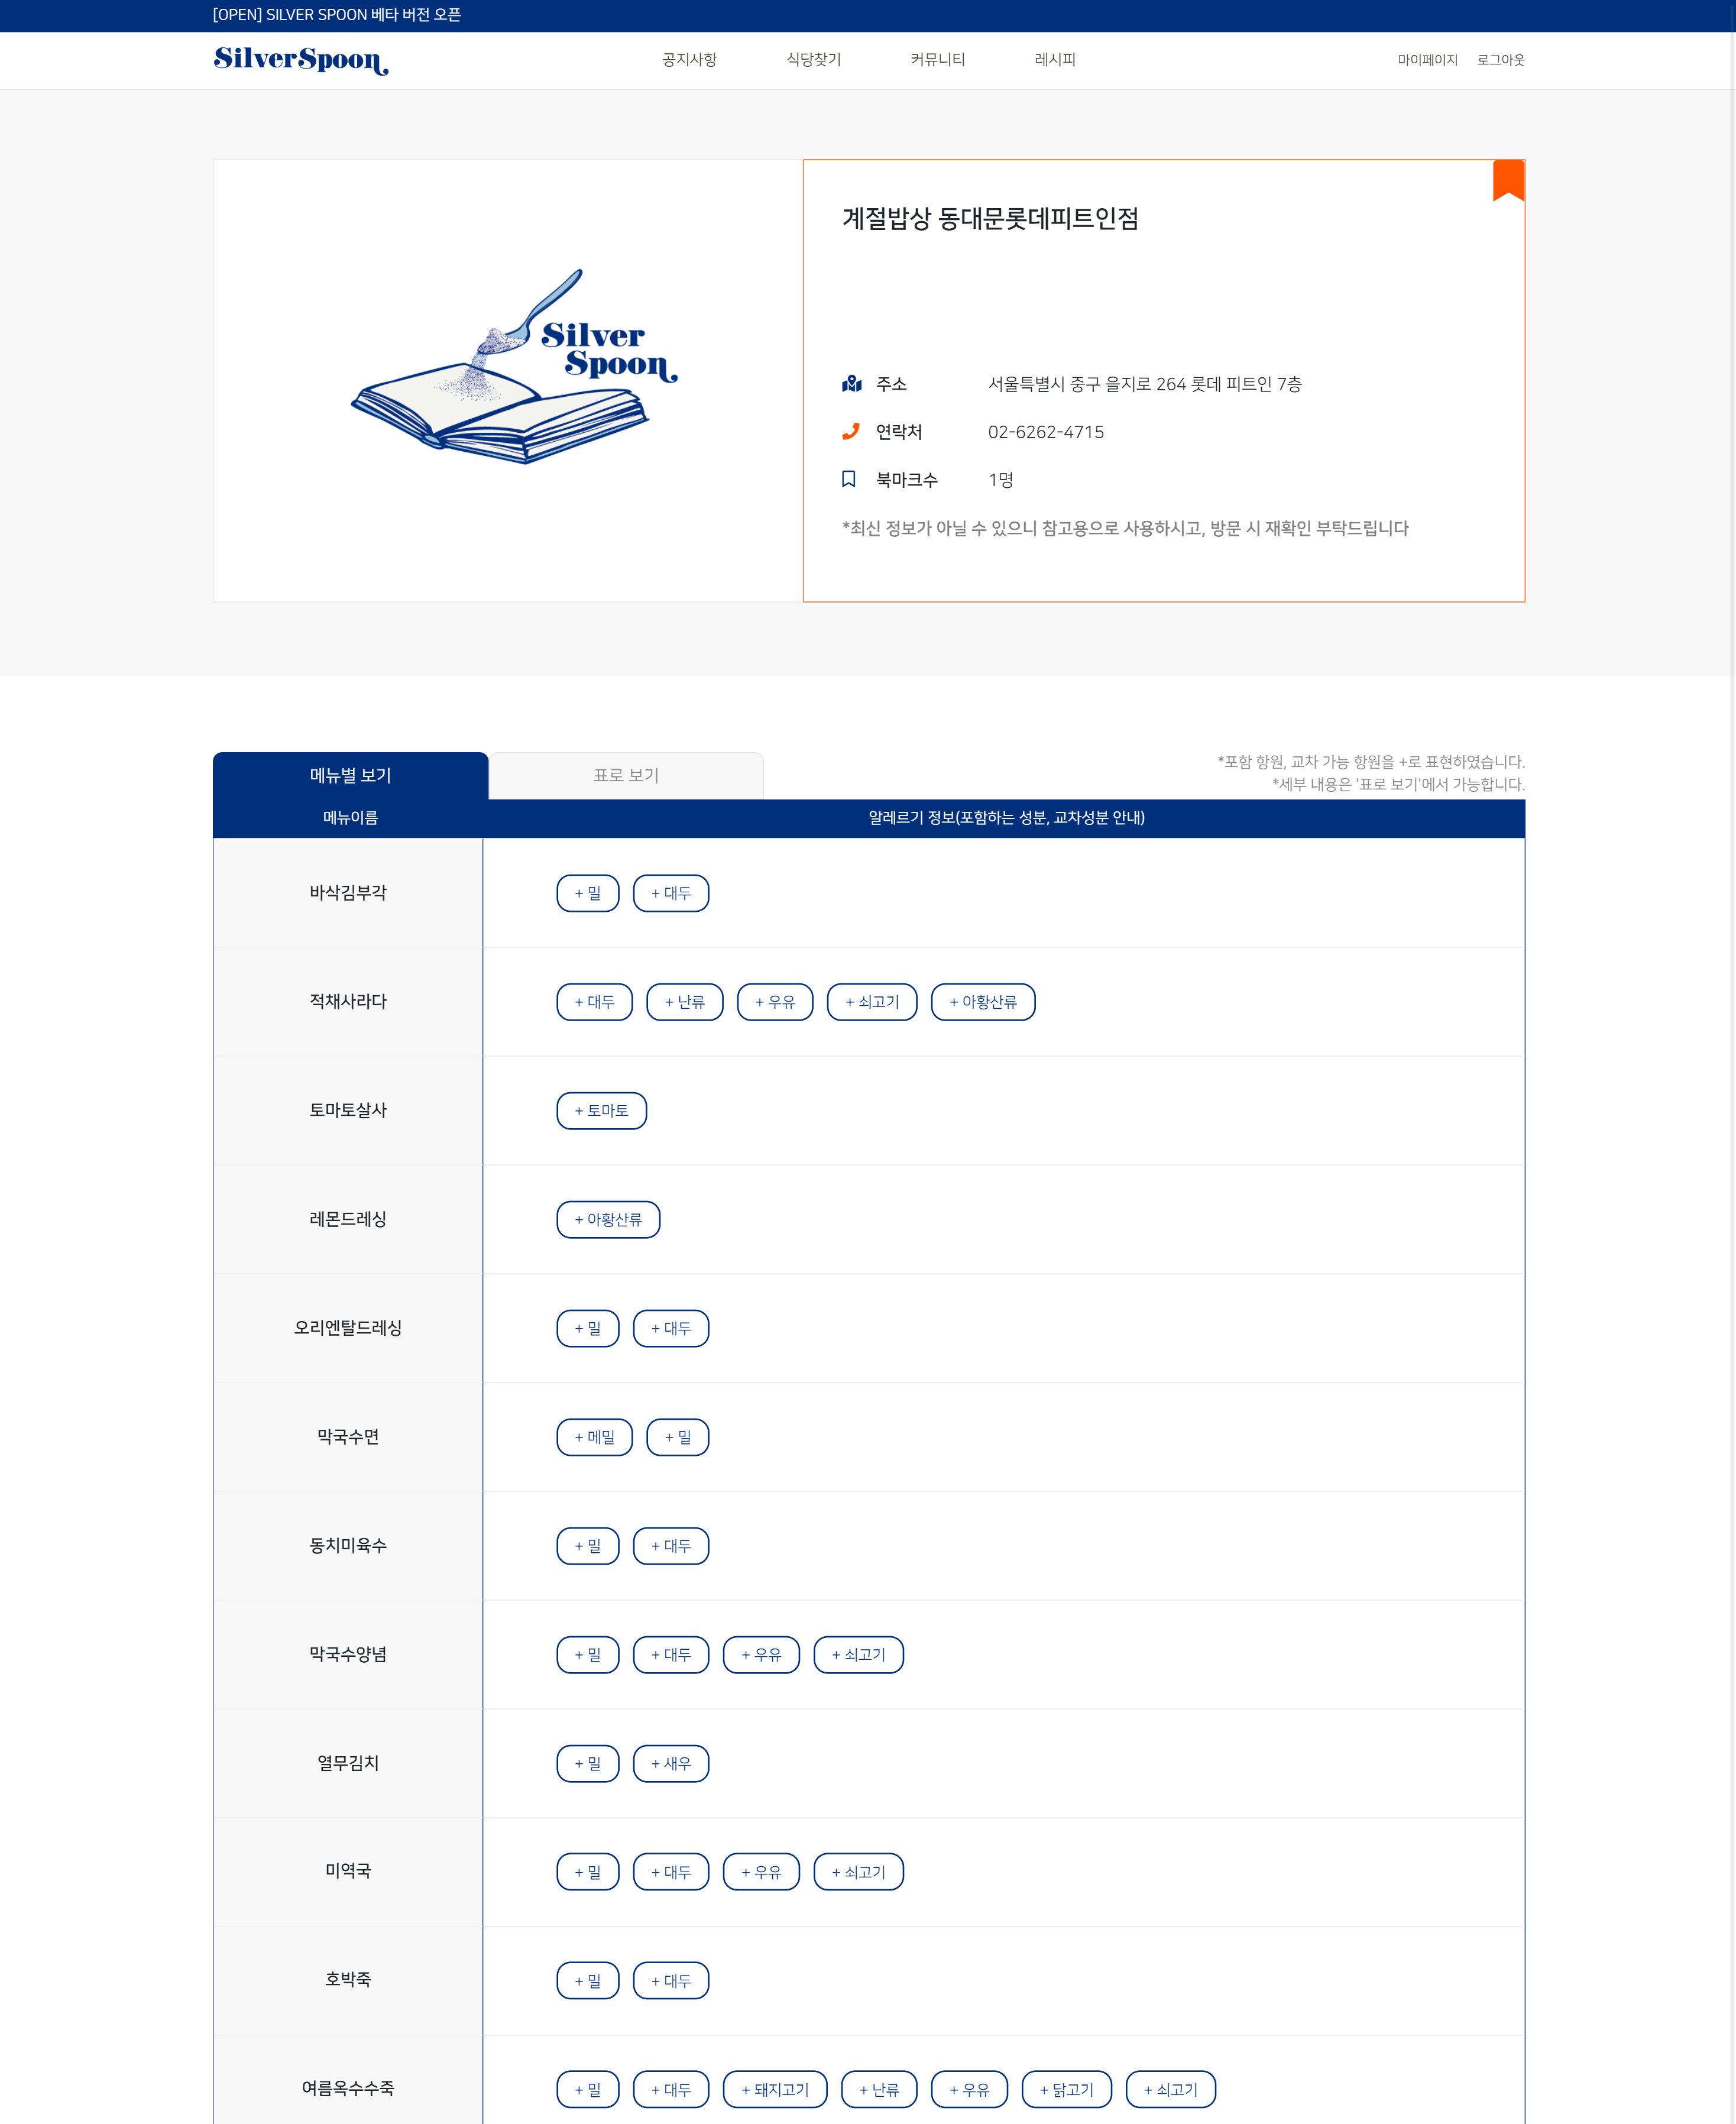 [OPEN] SILVER SPOON 베타 버전 오픈
SilverSpoon 공지사항 식당찾기 커뮤니티 레시피 마이페이지 로그아웃
Silver
Spoon
계절밥상 동대문롯데피트인점
주소 서울특별시 중구 을지로 264 롯데 피트인 7층
연락처 02-6262-4715
북마크수 1명
*최신 정보가 아닐 수 있으니 참고용으로 사용하시고, 방문 시 재확인 부탁드립니다
메뉴별 보기 표로 보기
*포함 항원, 교차 가능 항원을 +로 표현하였습니다.
*세부 내용은 '표로 보기'에서 가능합니다.
메뉴이름 알레르기 정보(포함하는 성분, 교차성분 안내)
바삭김부각 + 밀 + 대두
적채사라다 + 대두 + 난류 + 우유 + 쇠고기 + 아황산류
토마토살사 + 토마토
레몬드레싱 + 아황산류
오리엔탈드레싱 + 밀 + 대두
막국수면 + 메밀 + 밀
동치미육수 + 밀 + 대두
막국수양념 + 밀 + 대두 + 우유 + 쇠고기
열무김치 + 밀 + 새우
미역국 + 밀 + 대두 + 우유 + 쇠고기
호박죽 + 밀 + 대두
여름옥수수죽 + 밀 + 대두 + 돼지고기 + 난류 + 우유 + 닭고기 + 쇠고기